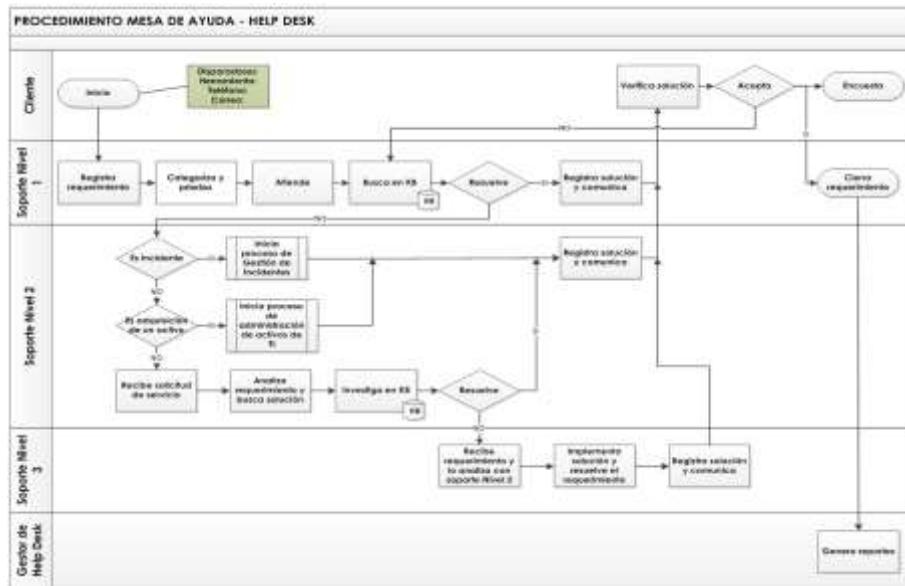 PROCEDIMIENTO MESA DE AYUDA - HELP DESK
Cliente
Inicio
Disparadores:
Herramienta
Teléfono
Correo
Verifica solución
Acepta
Encuesta
NO
SI
Soporte Nivel
1
Registra
requerimiento
Categoriza y
prioriza
Atiende
Busca en KB
KB
Resuelve
SI
Registra solución
y comunica
Cierra
requerimiento
NO
Soporte Nivel 2
Es Incidente
SI
Inicia
proceso de
Gestión de
Incidentes
Registra solución
y comunica
NO
Es adquisición
de un activo
SI
Inicia proceso
de
administración
de activos de
TI
SI
NO
Recibe solicitud
de servicio
Analiza
requerimiento y
busca solución
Investiga en KB
KB
Resuelve
NO
Soporte Nivel
3
Recibe
requerimiento y
lo analiza con
soporte Nivel 2
Implementa
solución y
resuelve el
requerimiento
Registra solución
y comunica
Gestor de
Help Desk
Genera reportes